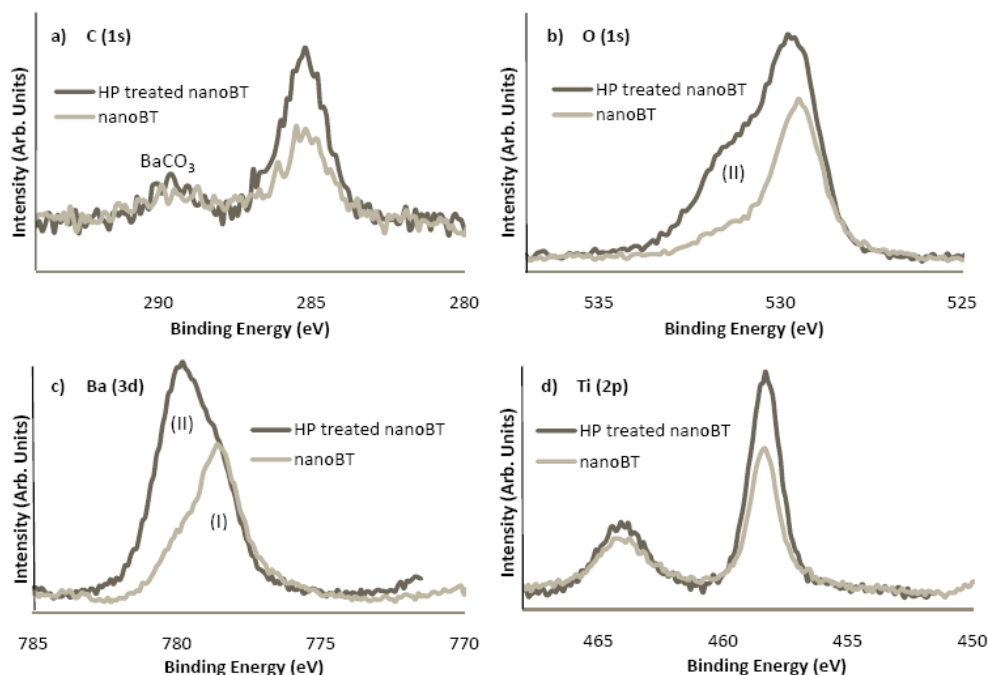 a) C (1s)
Intensity (Arb. Units)
HP treated nanoBT
nanoBT
BaCO3
290 285 280
Binding Energy (eV)
b) O (1s)
Intensity (Arb. Units)
HP treated nanoBT
nanoBT
(II)
535 530 525
Binding Energy (eV)
c) Ba (3d)
Intensity (Arb. Units)
(II)
HP treated nanoBT
nanoBT
(I)
785 780 775 770
Binding Energy (eV)
d) Ti (2p)
Intensity (Arb. Units)
HP treated nanoBT
nanoBT
465 460 455 450
Binding Energy (eV)